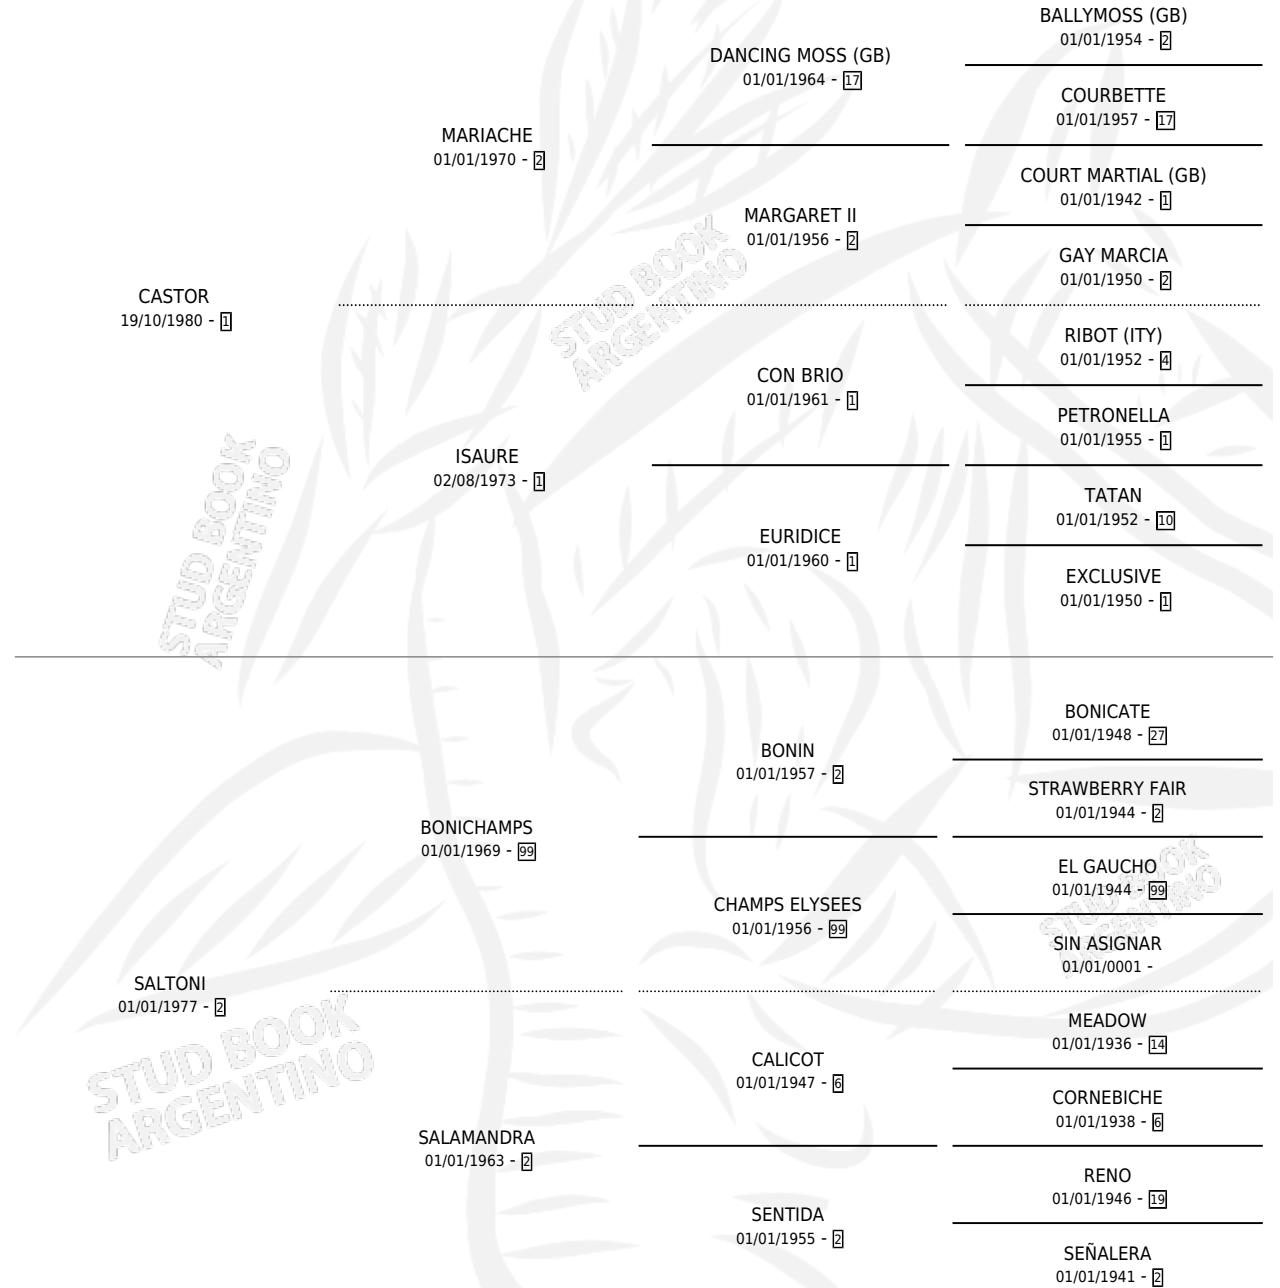 BALLYMOSS (GB)
01/01/1954 - 2
DANCING MOSS (GB)
01/01/1964 - 17
COURBETTE
01/01/1957 - 17
MARIACHE
01/01/1970 - 2
COURT MARTIAL (GB)
01/01/1942 - 1
MARGARET II
01/01/1956 - 2
GAY MARCIA
01/01/1950 - 2
CASTOR
19/10/1980 - 1
STUD BOOK
ARGENTINO
RIBOT (ITY)
01/01/1952 - 4
CON BRIO
01/01/1961 - 1
PETRONELLA
01/01/1955 - 1
ISAURE
02/08/1973 - 1
TATAN
01/01/1952 - 10
EURIDICE
01/01/1960 - 1
EXCLUSIVE
01/01/1950 - 1
STUD BOOK
ARGENTINO
BONICATE
01/01/1948 - 27
BONIN
01/01/1957 - 2
STRAWBERRY FAIR
01/01/1944 - 2
BONICHAMPS
01/01/1969 - 99
EL GAUCHO
01/01/1944 - 99
CHAMPS ELYSEES
01/01/1956 - 99
STUD BOOK
ARGENTINO
SIN ASIGNAR
01/01/0001 -
SALTONI
01/01/1977 - 2
MEADOW
01/01/1936 - 14
CALICOT
01/01/1947 - 6
STUD BOOK
ARGENTINO
CORNEBICHE
01/01/1938 - 6
SALAMANDRA
01/01/1963 - 2
RENO
01/01/1946 - 19
SENTIDA
01/01/1955 - 2
SEÑALERA
01/01/1941 - 2